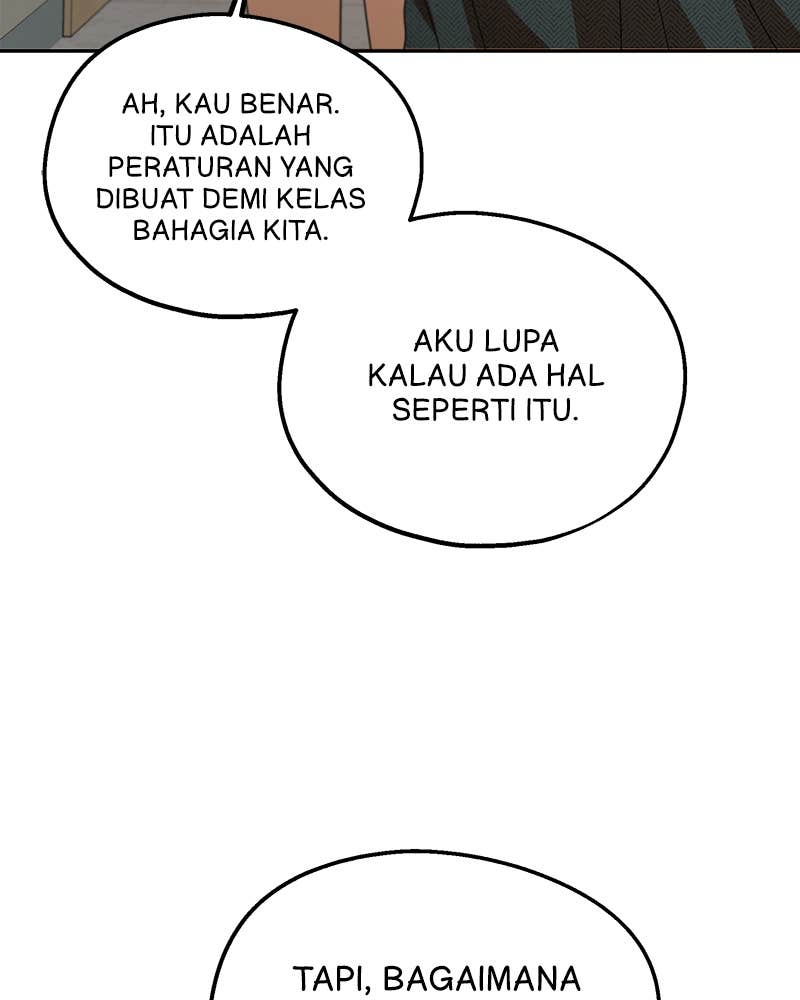 AH, KAU BENAR.
ITU ADALAH
PERATURAN YANG
DIBUAT DEMI KELAS
BAHAGIA KITA.
AKU LUPA
KALAU ADA HAL
SEPERTI ITU.
TAPI, BAGAIMANA